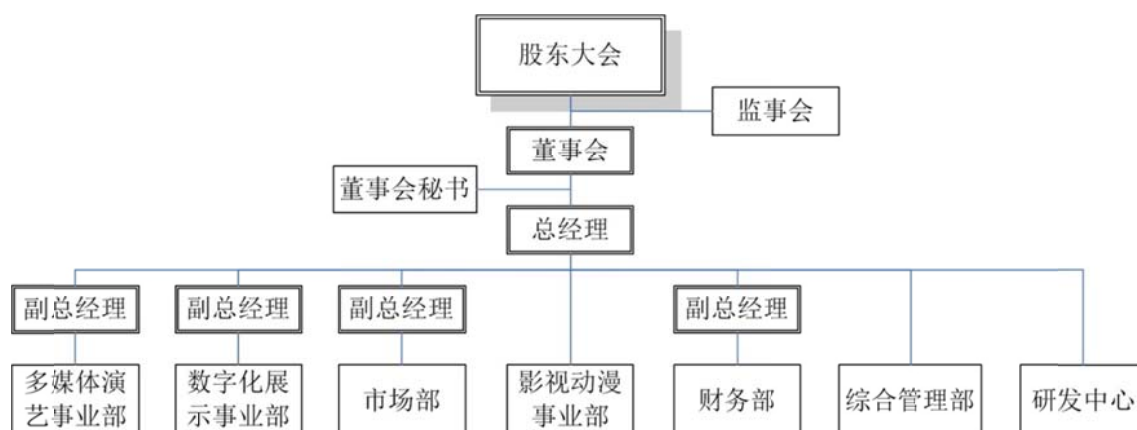 股东大会
监事会
董事会
董事会秘书
总经理
副总经理
副总经理
副总经理
副总经理
多媒体演
艺事业部
数字化展
示事业部
市场部
影视动漫
事业部
财务部
综合管理部
研发中心